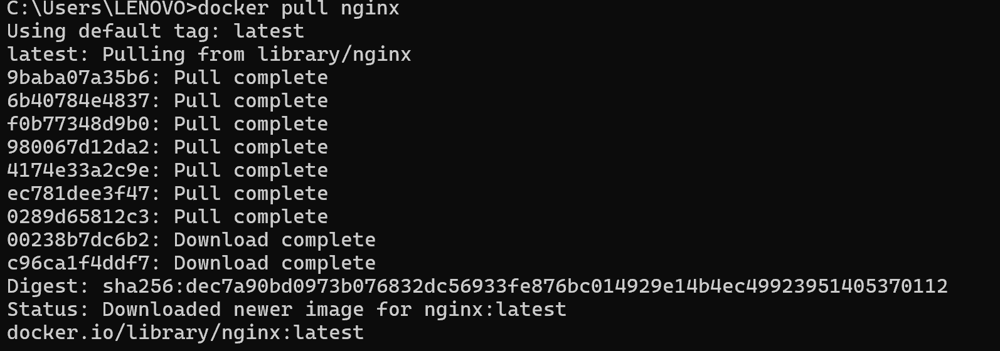 C:\Users\LENOVO>docker pull nginx
Using default tag: latest
latest: Pulling from library/nginx
9baba07a35b6: Pull complete
6b40784e4837: Pull complete
f0b77348d9b0: Pull complete
980067d12da2: Pull complete
4174e33a2c9e: Pull complete
ec781dee3f47: Pull complete
0289d65812c3: Pull complete
00238b7dc6b2: Download complete
c96ca1f4ddf7: Download complete
Digest: sha256:dec7a90bd0973b076832dc56933fe876bc014929e14b4ec49923951405370112
Status: Downloaded newer image for nginx:latest
docker.io/library/nginx:latest